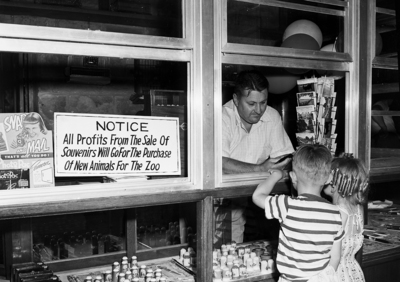 NOTICE
All Profits From The Sale Of
Souvenirs Will Go For The Purchase
Of New Animals For The Zoo
MAIL